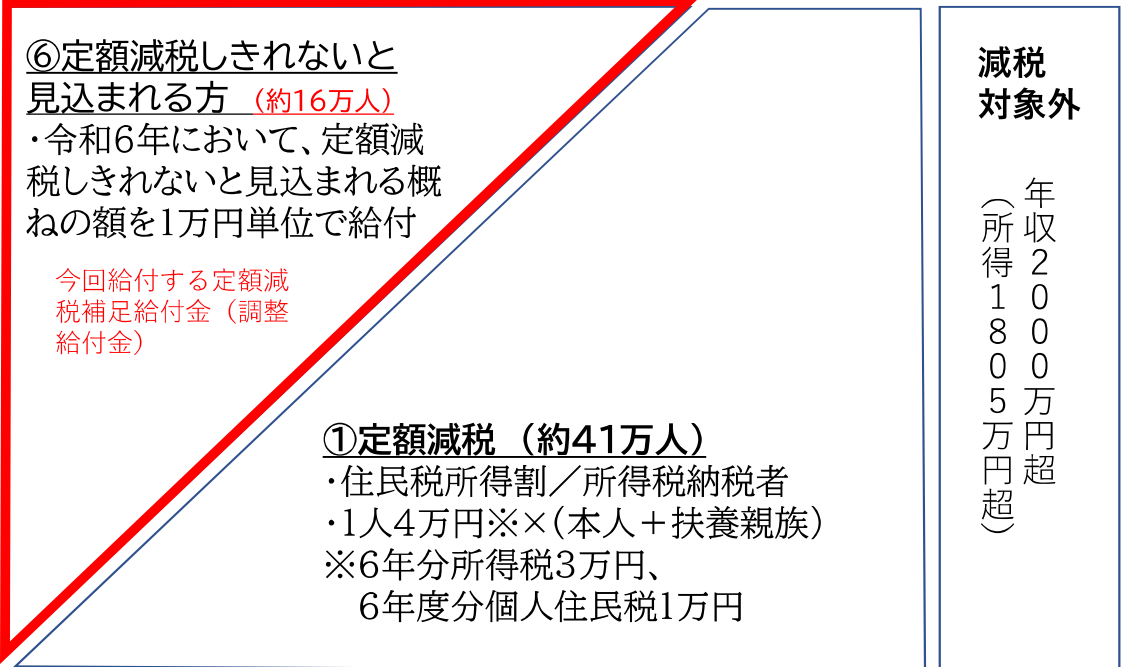 ⑥定額減税しきれないと
見込まれる方 （約16万人）
・令和６年において、定額減
税しきれないと見込まれる概
ねの額を１万円単位で給付
今回給付する定額減
税補足給付金（調整
給付金）
①定額減税 （約４１万人）
・住民税所得割／所得税納税者
・１人４万円※×（本人＋扶養親族）
※６年分所得税３万円、
６年度分個人住民税１万円
減税
対象外
年収２０００万円超
（所得１８０５万円超）